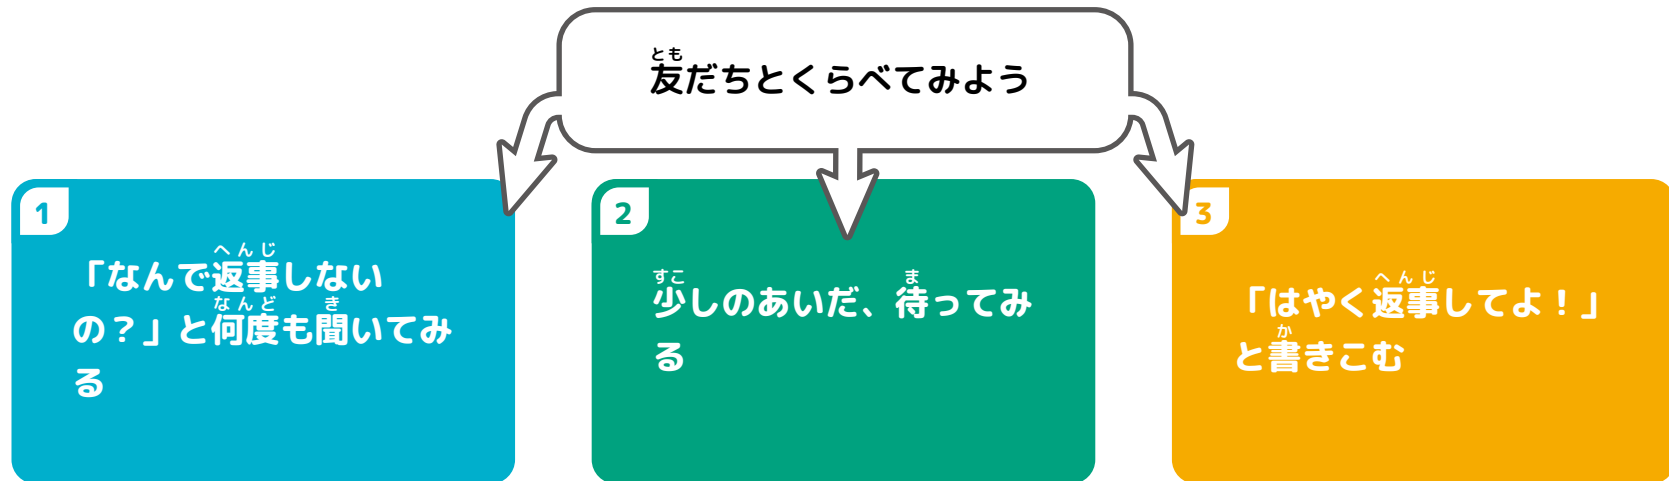 友だちとくらべてみよう
とも
1
「なんで返事しない
へんじ
の？」と何度も聞いてみ
なんど き
る
2
少しのあいだ、待ってみ
すこ ま
る
3
「はやく返事してよ！」
へんじ
と書きこむ
か